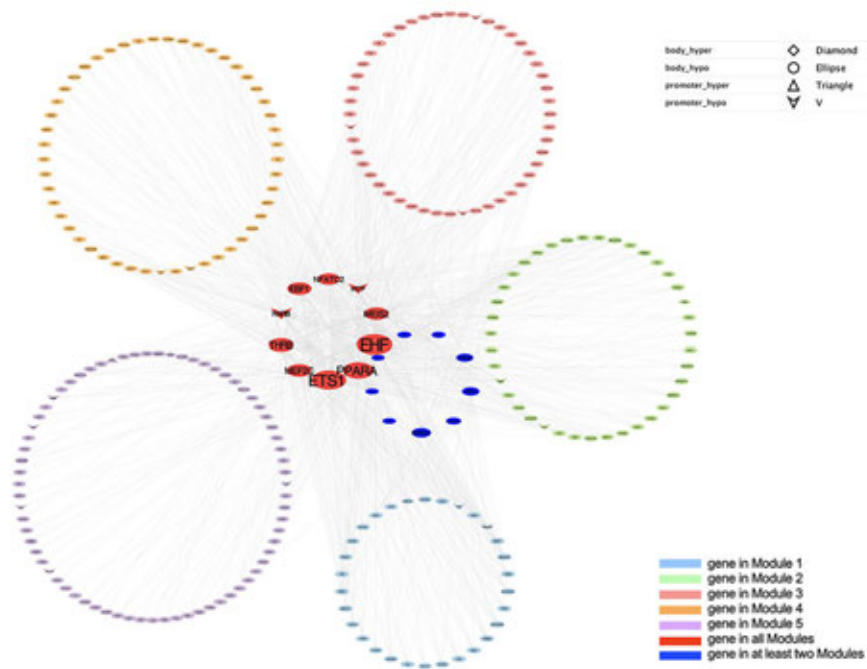 body_hyper Diamond
body_hypo Ellipse
promoter_hyper Triangle
promoter_hypo V
NFATC2
EBF1
MEIS2
THRB
EHF
MEF2C
PPARA
ETS1
gene in Module 1
gene in Module 2
gene in Module 3
gene in Module 4
gene in Module 5
gene in all Modules
gene in at least two Modules